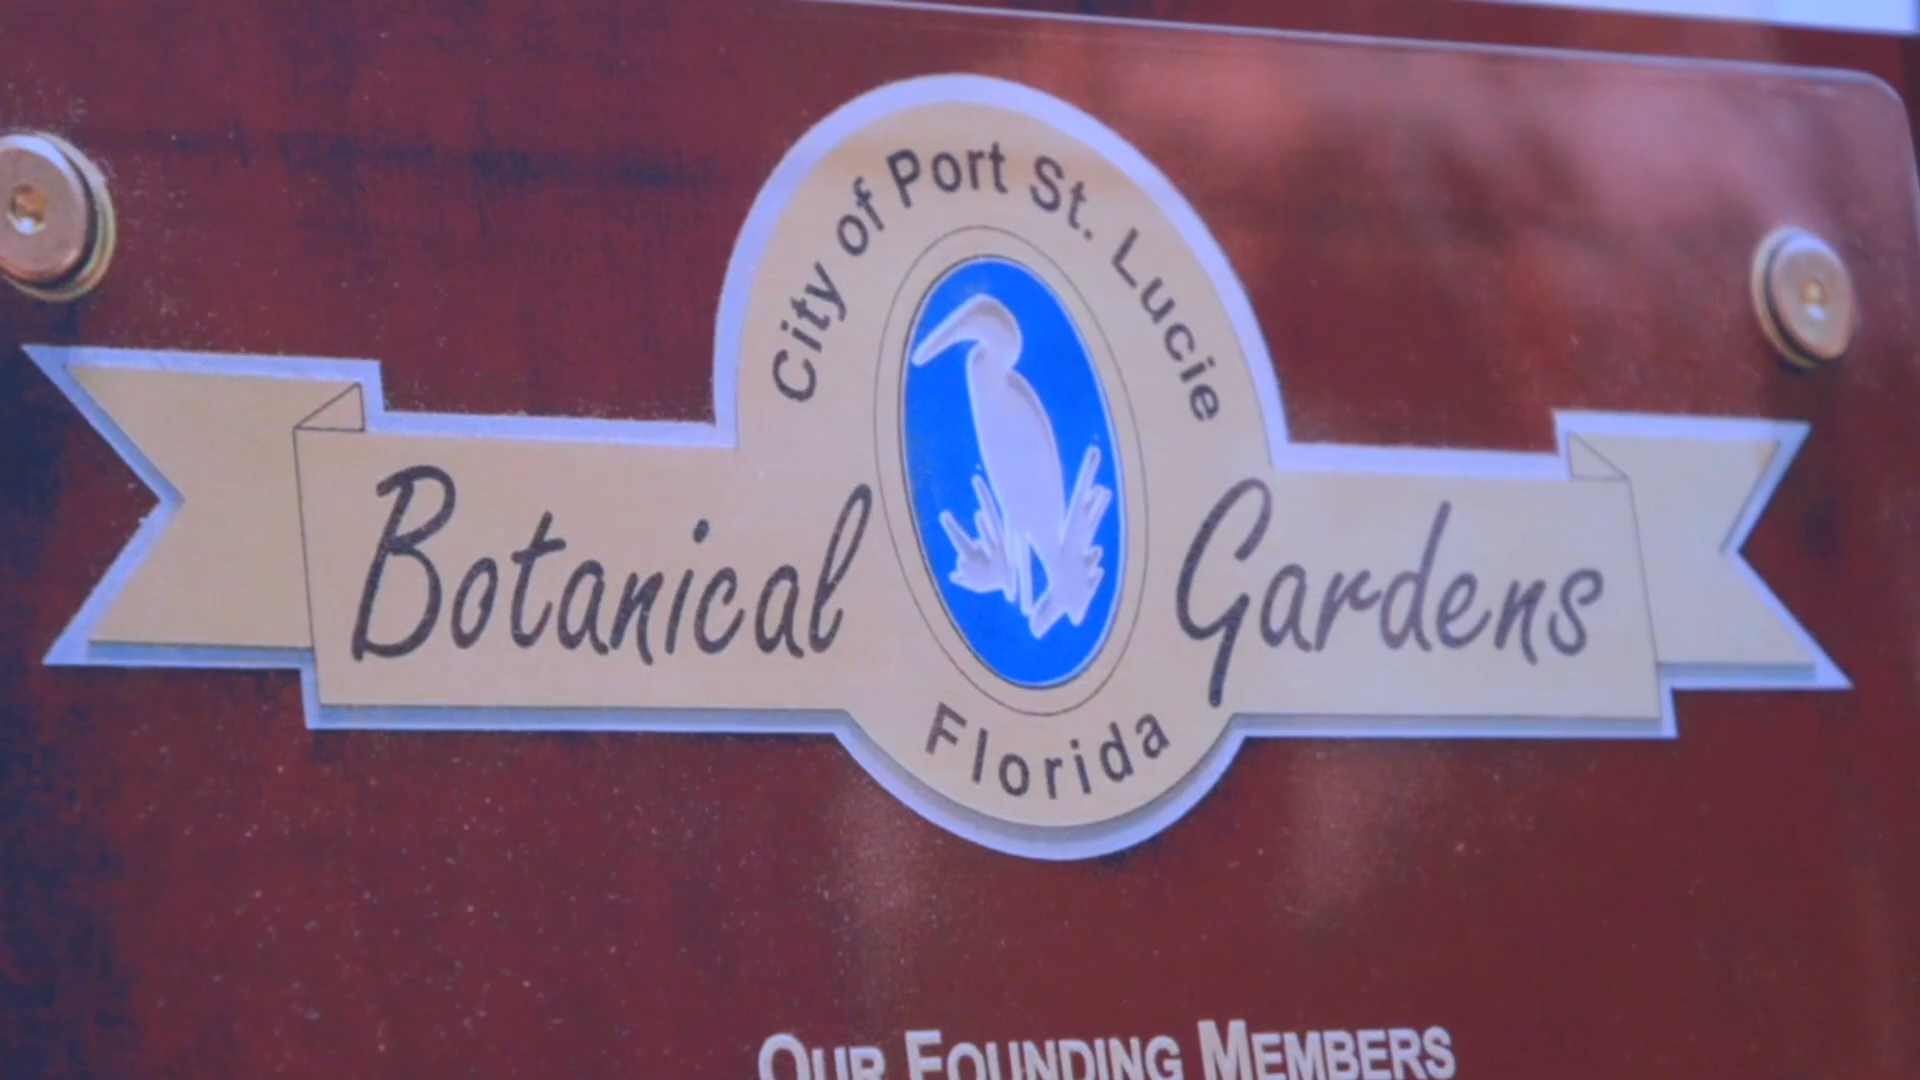 City of Port St. Lucie
Botanical Gardens
Florida
OUR FOUNDING MEMBERS